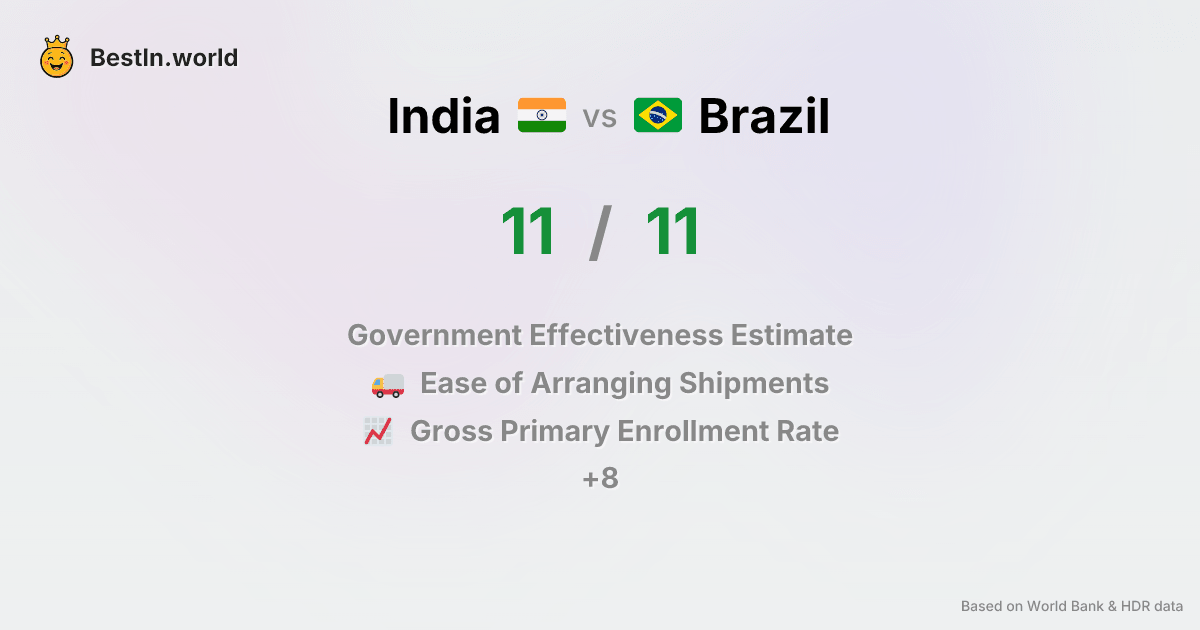 BestIn.world
India vs Brazil
11 / 11
Government Effectiveness Estimate
Ease of Arranging Shipments
Gross Primary Enrollment Rate
+8
Based on World Bank & HDR data